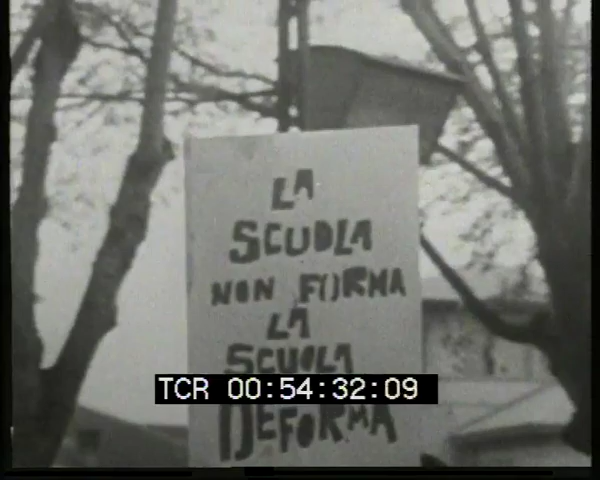 LA
SCUOLA
NON FORMA
LA
SCUOLA
TCR 00:54:32:09
DEFORMA